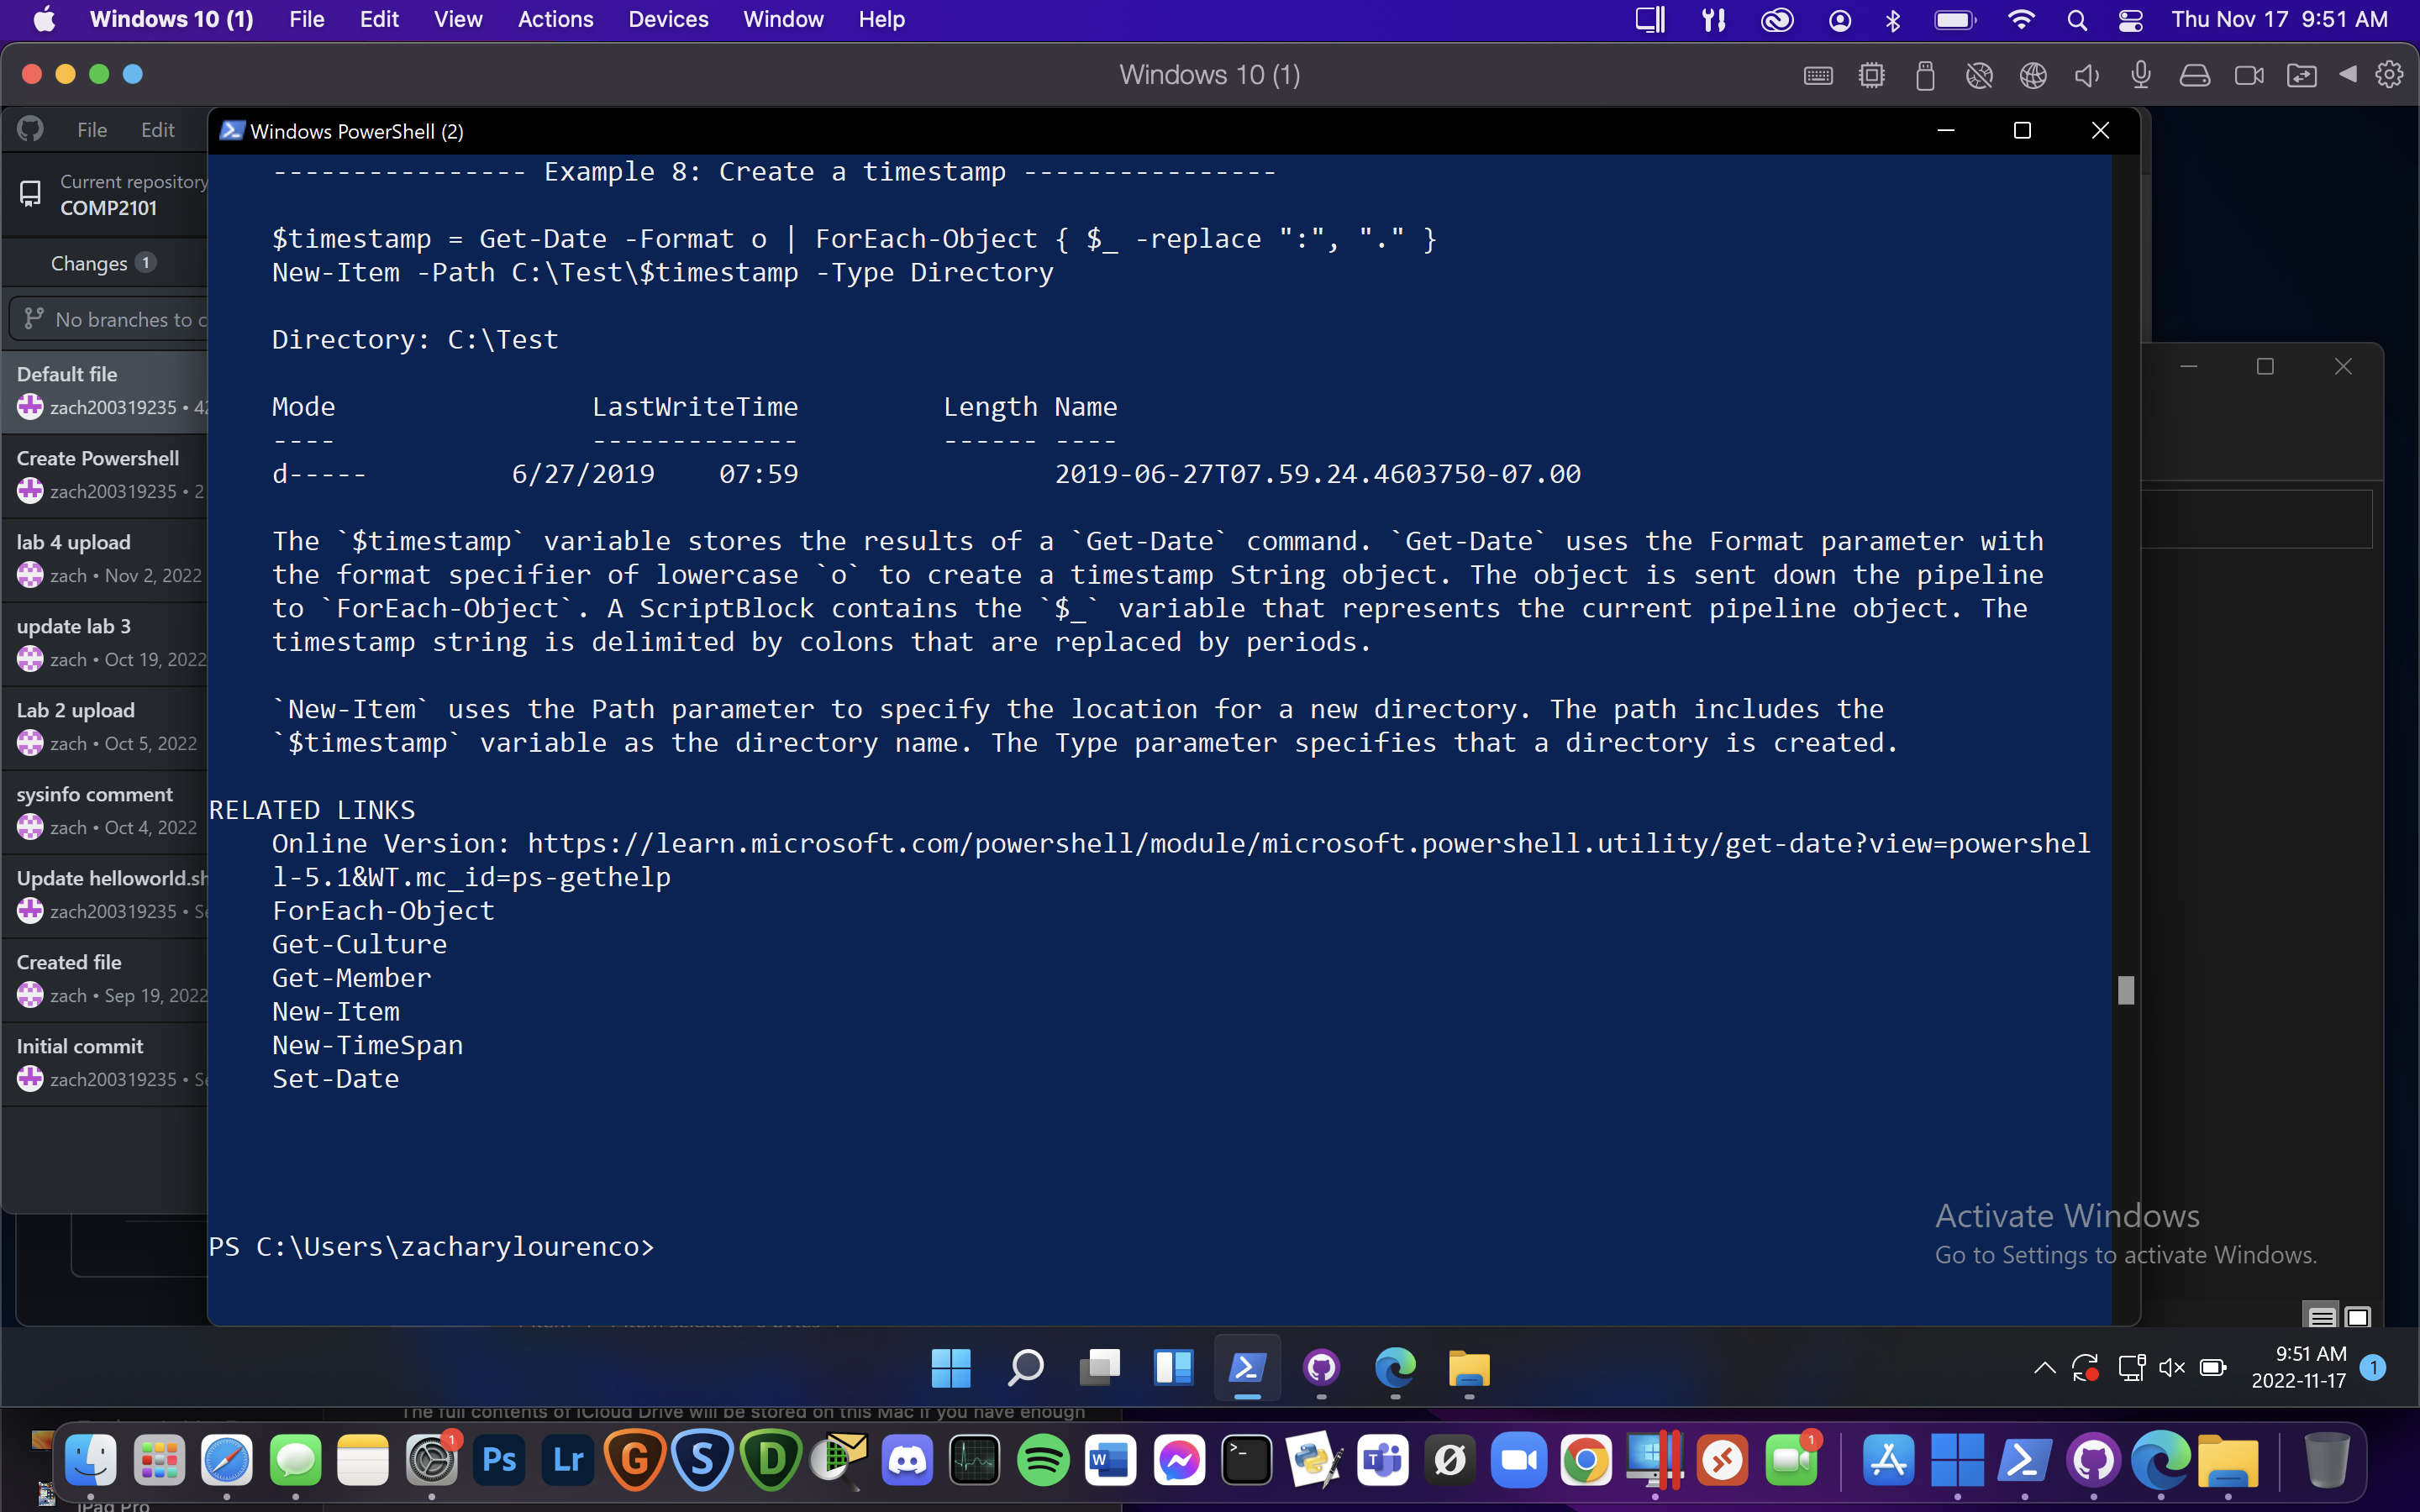 Windows 10 (1) File Edit View Actions Devices Window Help Thu Nov 17 9:51 AM
Windows 10 (1)
File Edit
Current repository
COMP2101
Changes 1
No branches to c
Default file
zach200319235 • 42
Create Powershell
zach200319235 • 2
lab 4 upload
zach • Nov 2, 2022
update lab 3
zach • Oct 19, 2022
Lab 2 upload
zach • Oct 5, 2022
sysinfo comment
zach • Oct 4, 2022
Update helloworld.sh
zach200319235 • Se
Created file
zach • Sep 19, 2022
Initial commit
zach200319235 • Se
Windows PowerShell (2)
---------------- Example 8: Create a timestamp ----------------
$timestamp = Get-Date -Format o | ForEach-Object { $_ -replace ":", "." }
New-Item -Path C:\Test\$timestamp -Type Directory
Directory: C:\Test
Mode LastWriteTime Length Name
---- ------------- ------ ----
d----- 6/27/2019 07:59 2019-06-27T07.59.24.4603750-07.00
The `$timestamp` variable stores the results of a `Get-Date` command. `Get-Date` uses the Format parameter with
the format specifier of lowercase `o` to create a timestamp String object. The object is sent down the pipeline
to `ForEach-Object`. A ScriptBlock contains the `$_` variable that represents the current pipeline object. The
timestamp string is delimited by colons that are replaced by periods.
`New-Item` uses the Path parameter to specify the location for a new directory. The path includes the
`$timestamp` variable as the directory name. The Type parameter specifies that a directory is created.
RELATED LINKS
Online Version: https://learn.microsoft.com/powershell/module/microsoft.powershell.utility/get-date?view=powershel
l-5.1&WT.mc_id=ps-gethelp
ForEach-Object
Get-Culture
Get-Member
New-Item
New-TimeSpan
Set-Date
PS C:\Users\zacharylourenco>
Activate Windows
Go to Settings to activate Windows.
9:51 AM
2022-11-17
1
The full contents of iCloud Drive will be stored on this Mac if you have enough
1
Ps Lr G S D W
1
iPad Pro